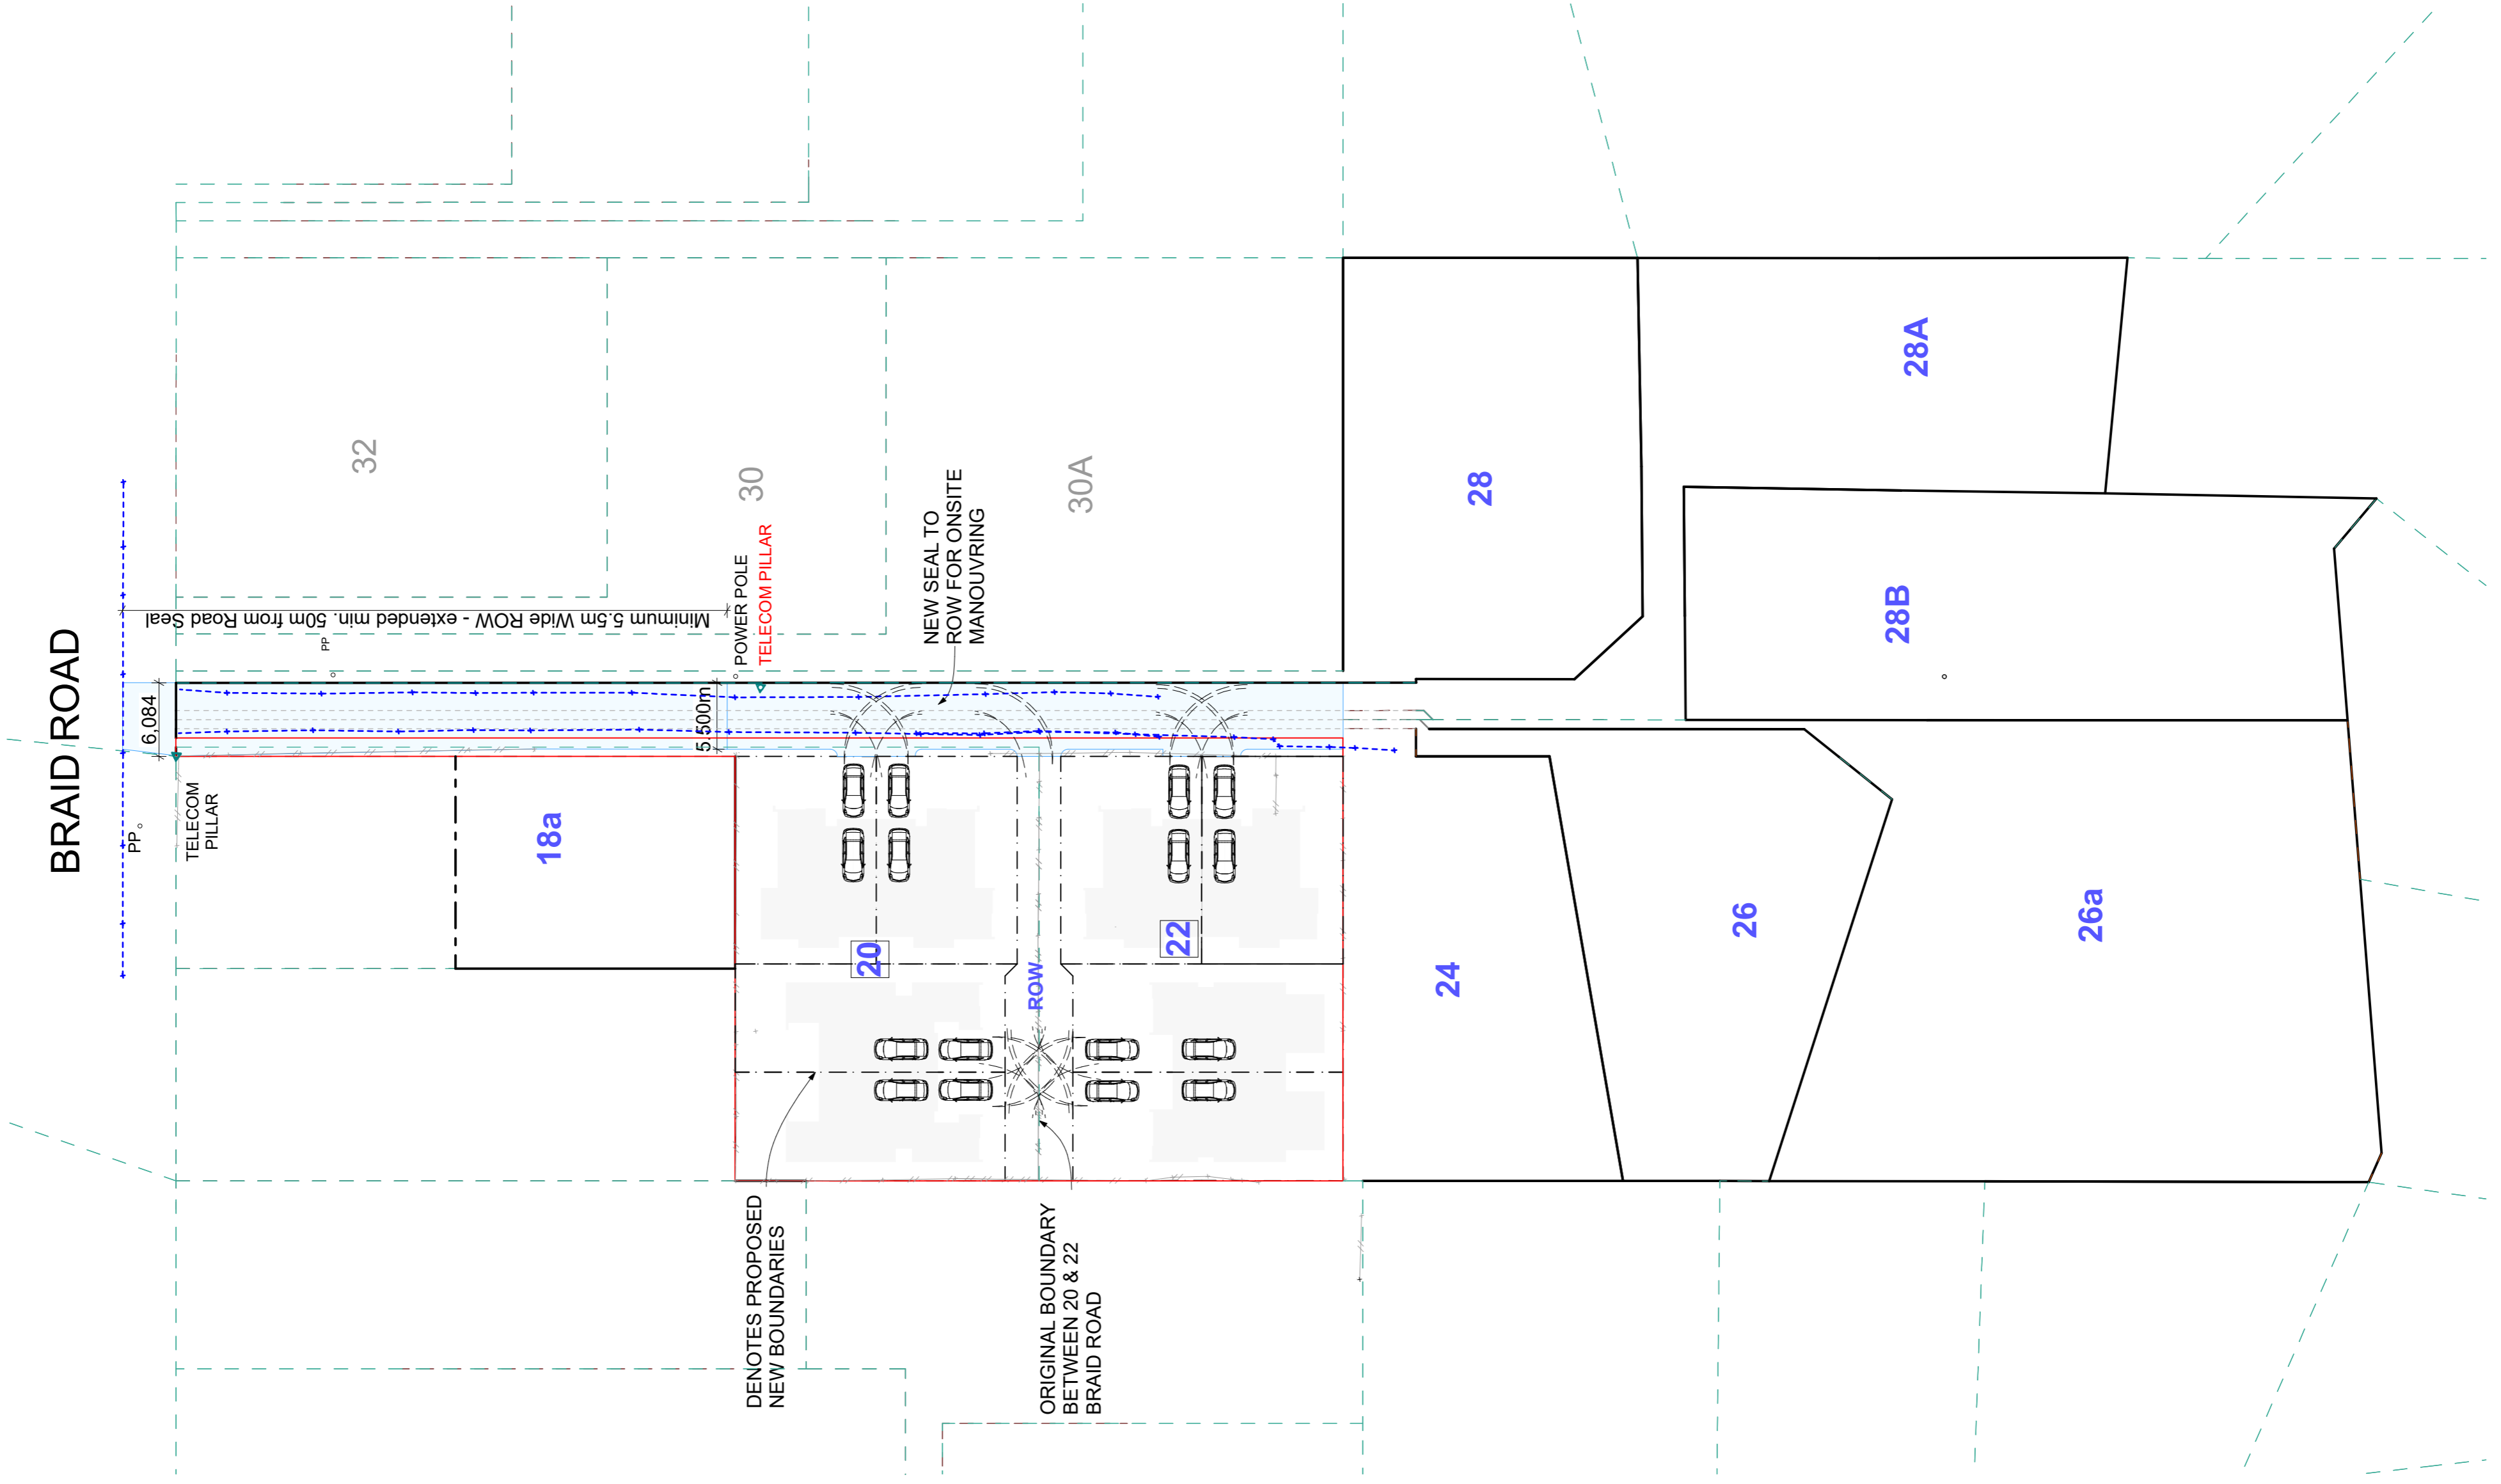 BRAID ROAD
PP
TELECOM
PILLAR
6,084
Minimum 5.5m Wide ROW - extended min. 50m from Road Seal
PP
32
30
30A
POWER POLE
TELECOM PILLAR
5.500m
NEW SEAL TO
ROW FOR ONSITE
MANOUVRING
18a
20
22
ROW
DENOTES PROPOSED
NEW BOUNDARIES
ORIGINAL BOUNDARY
BETWEEN 20 & 22
BRAID ROAD
24
26
26a
28
28A
28B